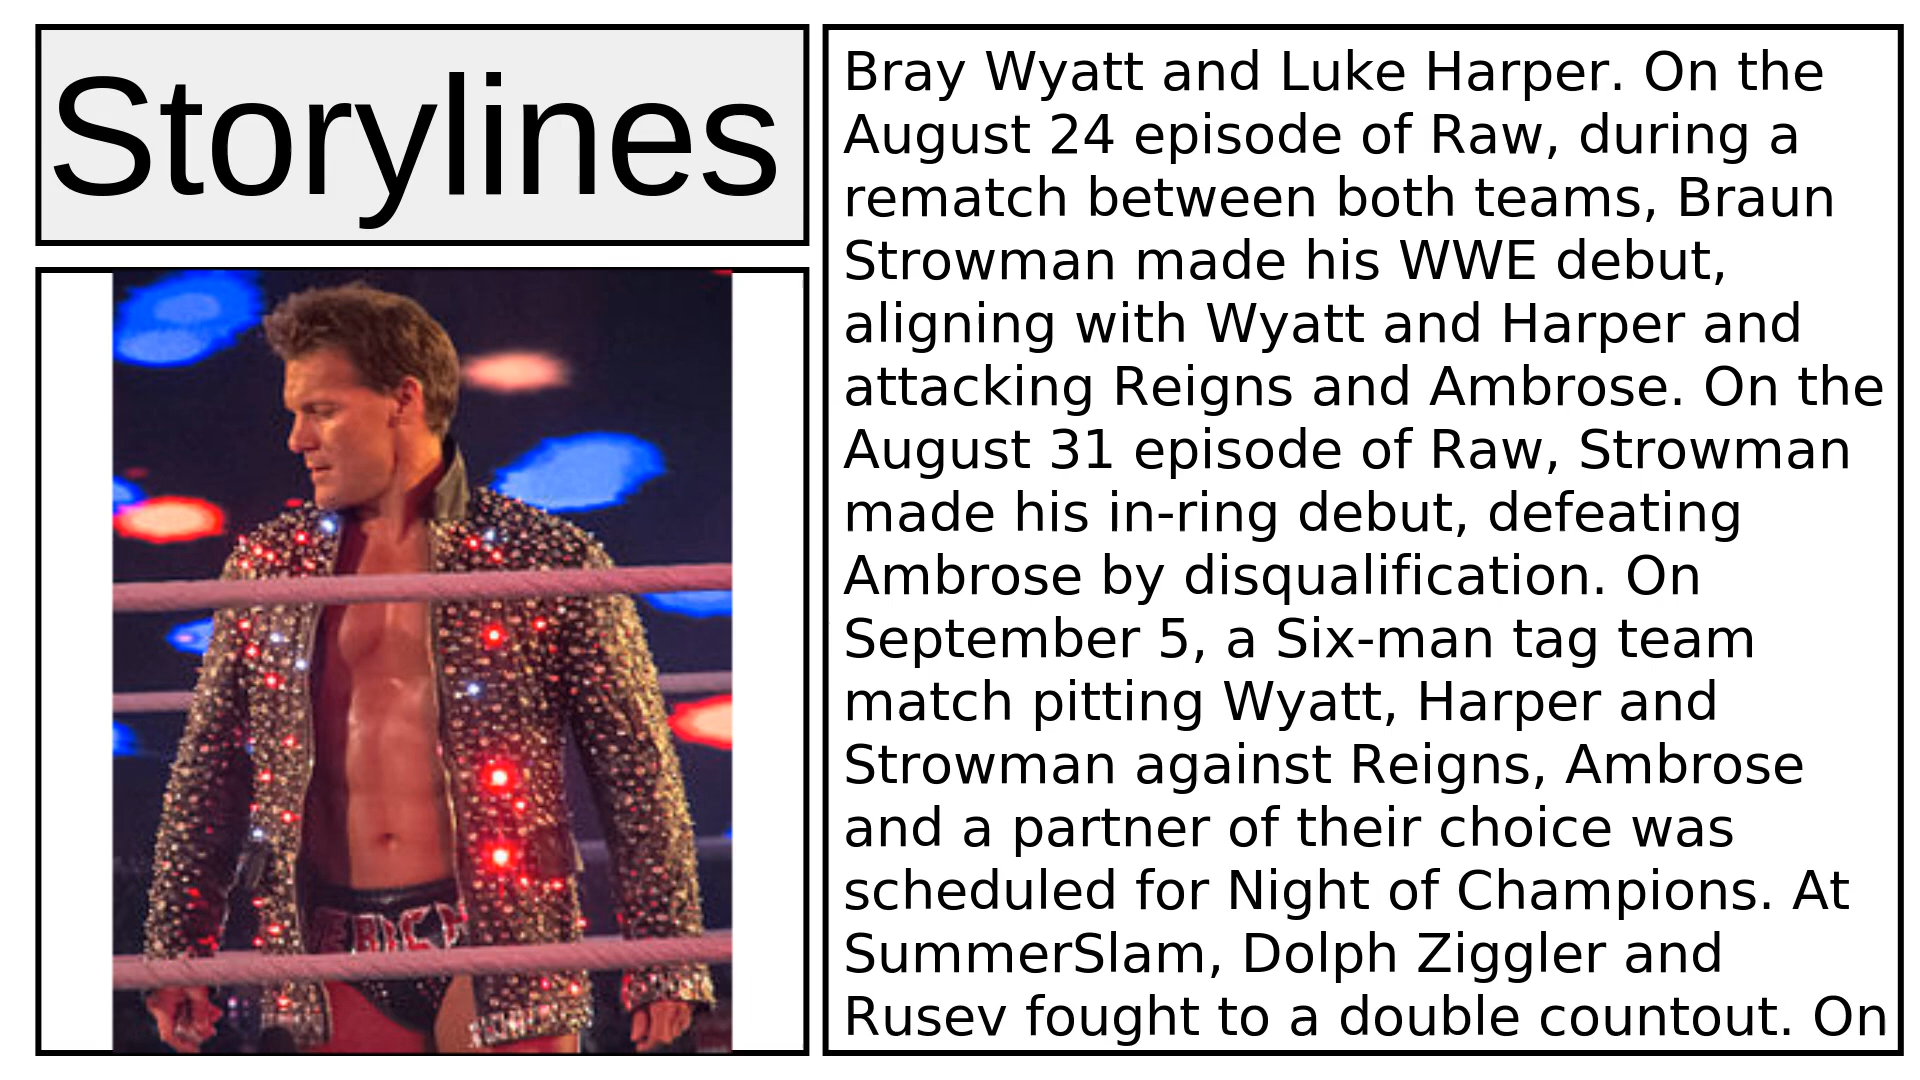 Storylines
Bray Wyatt and Luke Harper. On the
August 24 episode of Raw, during a
rematch between both teams, Braun
Strowman made his WWE debut,
aligning with Wyatt and Harper and
attacking Reigns and Ambrose. On the
August 31 episode of Raw, Strowman
made his in-ring debut, defeating
Ambrose by disqualification. On
September 5, a Six-man tag team
match pitting Wyatt, Harper and
Strowman against Reigns, Ambrose
and a partner of their choice was
scheduled for Night of Champions. At
SummerSlam, Dolph Ziggler and
Rusev fought to a double countout. On